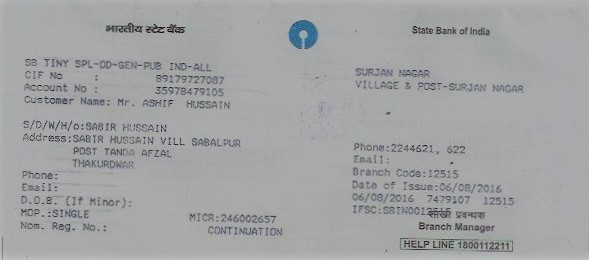 भारतीय स्टेट बैंक
State Bank of India
SB TINY SPL-OD-GEN-PUB IND-ALL
CIF No : 89179727087
Account No : 35978479105
Customer Name: Mr. ASHIF HUSSAIN
S/D/W/H/o:SABIR HUSSAIN
Address:SABIR HUSSAIN VILL SABALPUR
POST TANDA AFZAL
THAKURDWAR
Phone:
Email:
D.O.B. (If Minor):
MOP.:SINGLE
MICR:246002657
Nom. Reg. No.:
CONTINUATION
SURJAN NAGAR
VILLAGE & POST-SURJAN NAGAR
Phone:2244621, 622
Email:
Branch Code:12515
Date of Issue:06/08/2016
06/08/2016 7479107 12515
IFSC:SBIN0012515
शाखा प्रबन्धक
Branch Manager
HELP LINE 1800112211